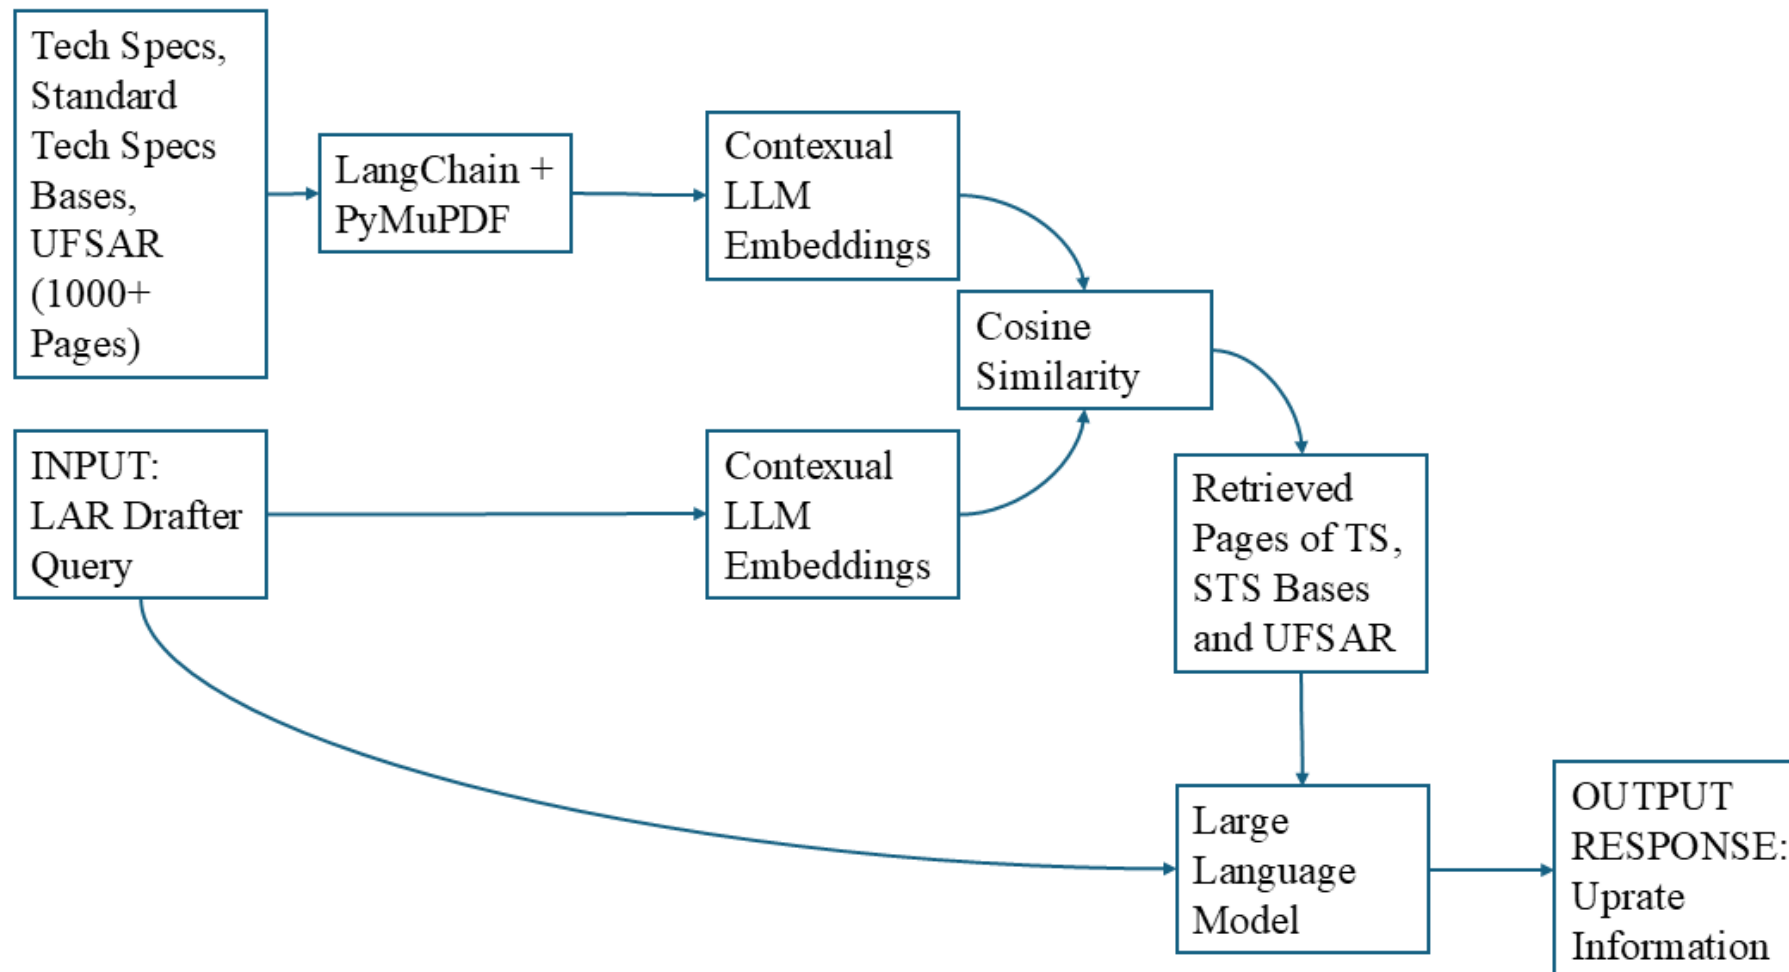 Tech Specs,
Standard
Tech Specs
Bases,
UFSAR
(1000+
Pages)
LangChain +
PyMuPDF
Contexual
LLM
Embeddings
Cosine
Similarity
INPUT:
LAR Drafter
Query
Contexual
LLM
Embeddings
Retrieved
Pages of TS,
STS Bases
and UFSAR
Large
Language
Model
OUTPUT
RESPONSE:
Uprate
Information